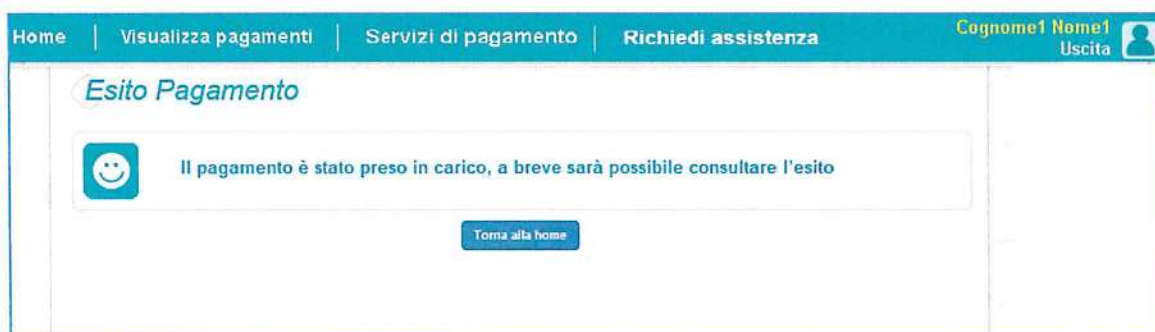 Home | Visualizza pagamenti | Servizi di pagamento | Richiedi assistenza
Cognome1 Nome1
Uscita
Esito Pagamento
Il pagamento è stato preso in carico, a breve sarà possibile consultare l'esito
Torna alla home